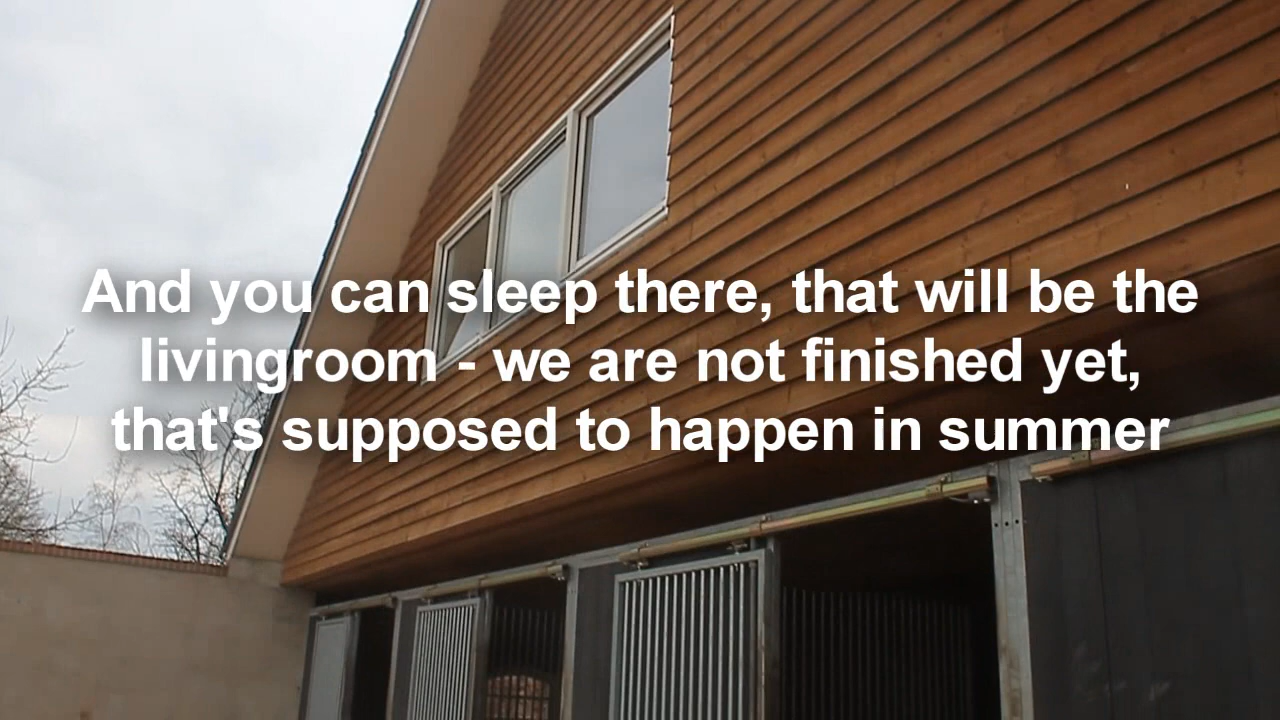 And you can sleep there, that will be the
livingroom - we are not finished yet,
that's supposed to happen in summer